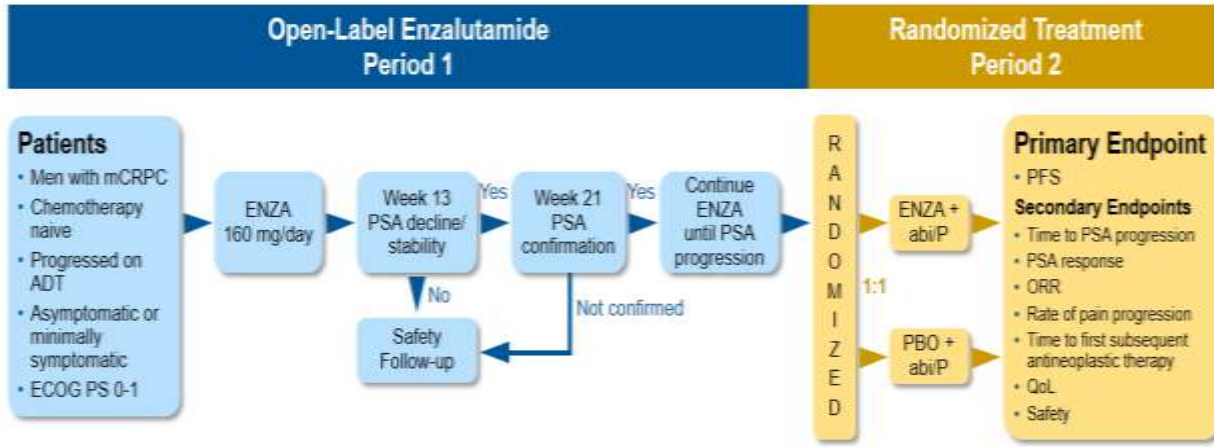 Open-Label Enzalutamide
Period 1
Randomized Treatment
Period 2
Patients
• Men with mCRPC
• Chemotherapy
naive
• Progressed on
ADT
• Asymptomatic or
minimally
symptomatic
• ECOG PS 0-1
ENZA
160 mg/day
Week 13
PSA decline/
stability
Yes
No
Safety
Follow-up
Week 21
PSA
confirmation
Yes
Not confirmed
Continue
ENZA
until PSA
progression
R
A
N
D
O
M
I
Z
E
D
1:1
ENZA +
abi/P
PBO +
abi/P
Primary Endpoint
• PFS
Secondary Endpoints
• Time to PSA progression
• PSA response
• ORR
• Rate of pain progression
• Time to first subsequent
antineoplastic therapy
• QoL
• Safety